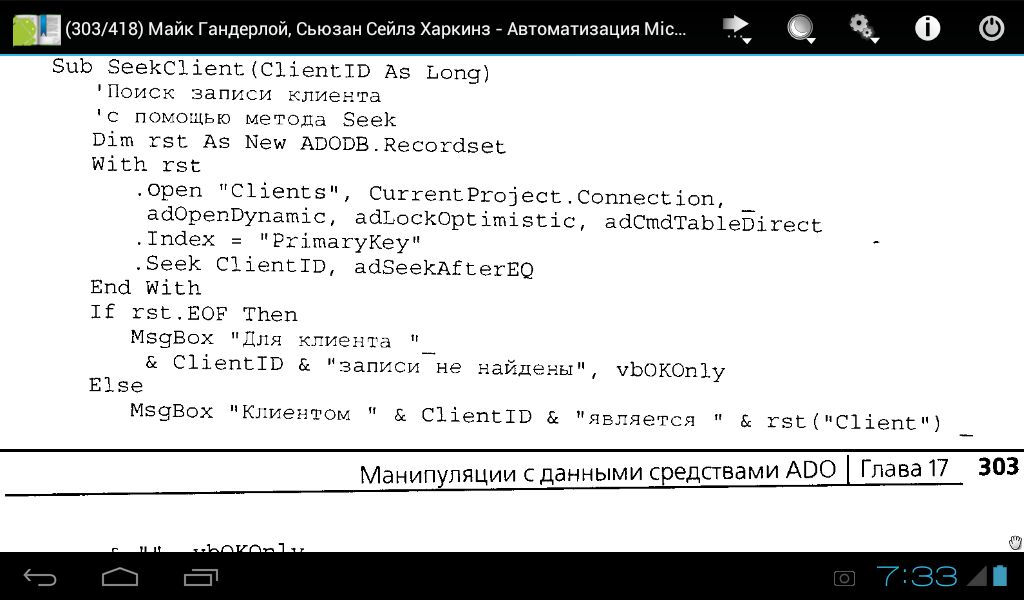 (303/418) Майк Гандерлой, Сьюзан Сейлз Харкинз - Автоматизация Mic...
Sub SeekClient(ClientID As Long)
'Поиск записи клиента
'с помощью метода Seek
Dim rst As New ADODB.Recordset
With rst
.Open "Clients", CurrentProject.Connection, _
adOpenDynamic, adLockOptimistic, adCmdTableDirect
.Index = "PrimaryKey"
.Seek ClientID, adSeekAfterEQ
End With
If rst.EOF Then
MsgBox "Для клиента "_
& ClientID & "записи не найдены", vbOKOnly
Else
MsgBox "Клиентом " & ClientID & "является " & rst("Client") _
Манипуляции с данными средствами ADO | Глава 17 303
vbOKOnly
7:33